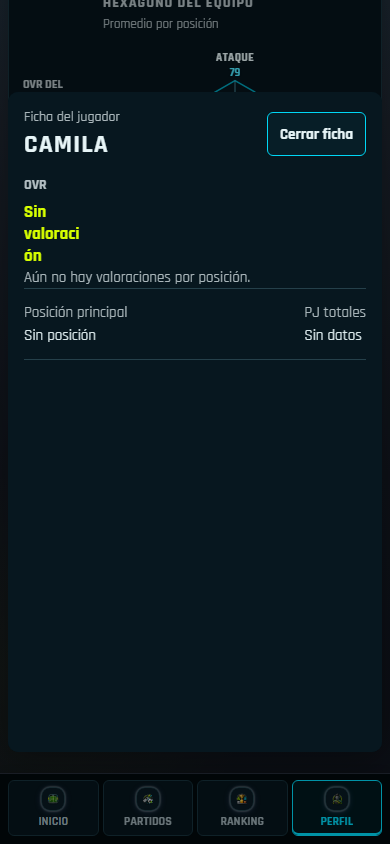 HEXÁGONO DEL EQUIPO
Promedio por posición
ATAQUE
79
OVR DEL
Ficha del jugador
CAMILA
Cerrar ficha
OVR
Sin
valoraci
ón
Aún no hay valoraciones por posición.
Posición principal
PJ totales
Sin posición
Sin datos
INICIO
PARTIDOS
RANKING
PERFIL